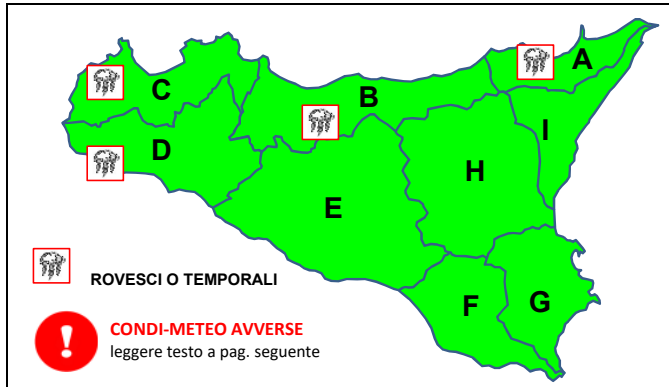 A
C
B
I
D
H
E
F
G
ROVESCI O TEMPORALI
CONDI-METEO AVVERSE
leggere testo a pag. seguente